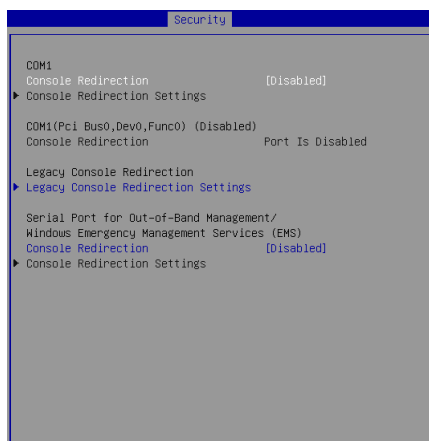 Security
COM1
Console Redirection [Disabled]
Console Redirection Settings
COM1(Pci Bus0,Dev0,Func0) (Disabled)
Console Redirection Port Is Disabled
Legacy Console Redirection
Legacy Console Redirection Settings
Serial Port for Out-of-Band Management/
Windows Emergency Management Services (EMS)
Console Redirection [Disabled]
Console Redirection Settings